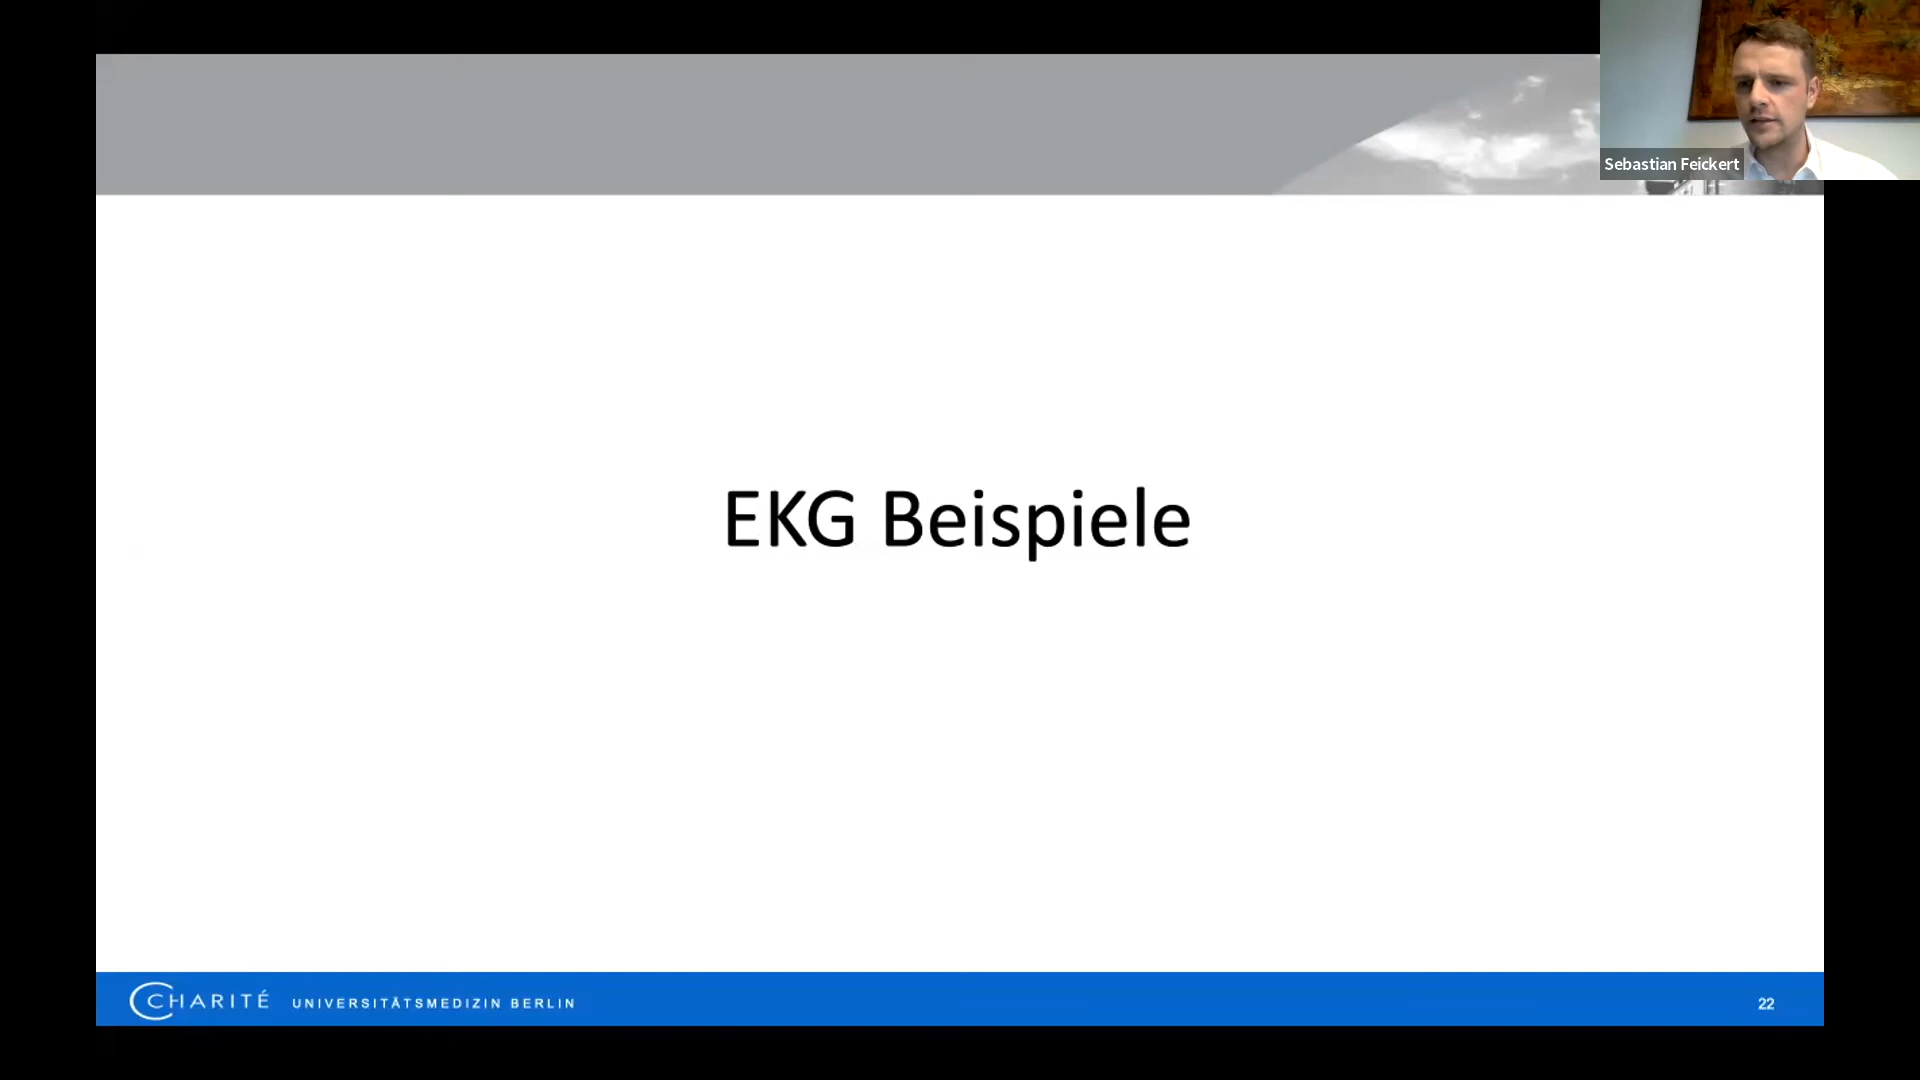 Sebastian Feickert
EKG Beispiele
CHARITÉ UNIVERSITÄTSMEDIZIN BERLIN
22